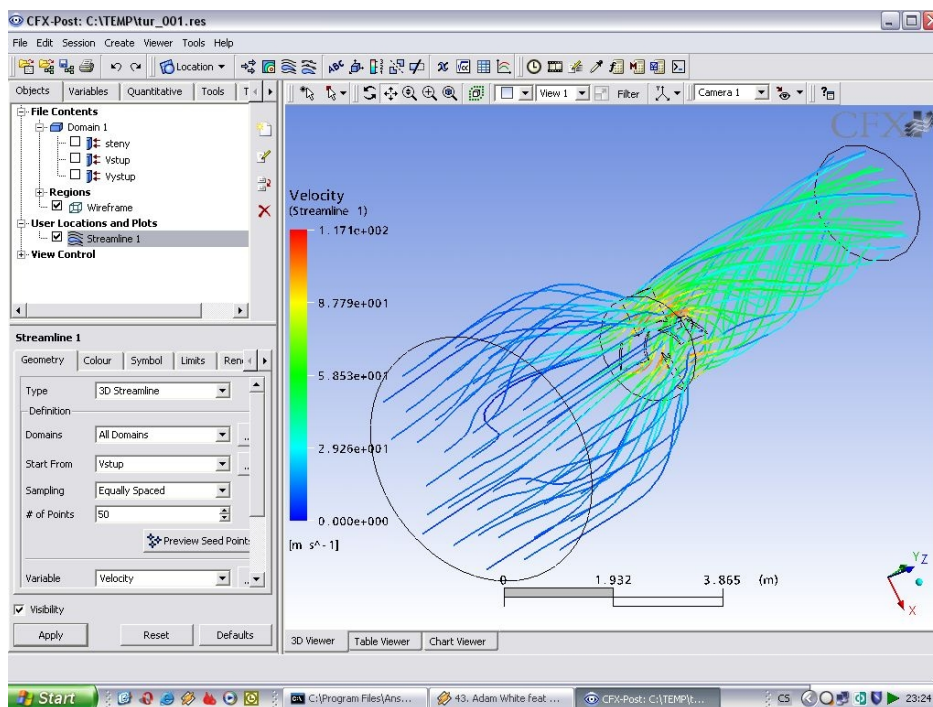 CFX-Post: C:\TEMP\tur_001.res
File Edit Session Create Viewer Tools Help
Location
Objects Variables Quantitative Tools
View 1 Filter Camera 1
File Contents
Domain 1
steny
Vstup
Vystup
Regions
Wireframe
User Locations and Plots
Streamline 1
View Control
CFX
Velocity
(Streamline 1)
1.171e+002
8.779e+001
5.853e+001
2.926e+001
0.000e+000
[m s^-1]
0 1.932 3.865 (m)
Y
Z
X
Streamline 1
Geometry Colour Symbol Limits
Type 3D Streamline
Definition
Domains All Domains
Start From Vstup
Sampling Equally Spaced
# of Points 50
Preview Seed Point
Variable Velocity
Visibility
Apply Reset Defaults
3D Viewer Table Viewer Chart Viewer
Start C:\Program Files\Ans... 43. Adam White feat ... CFX-Post: C:\TEMP\t... CS 23:24